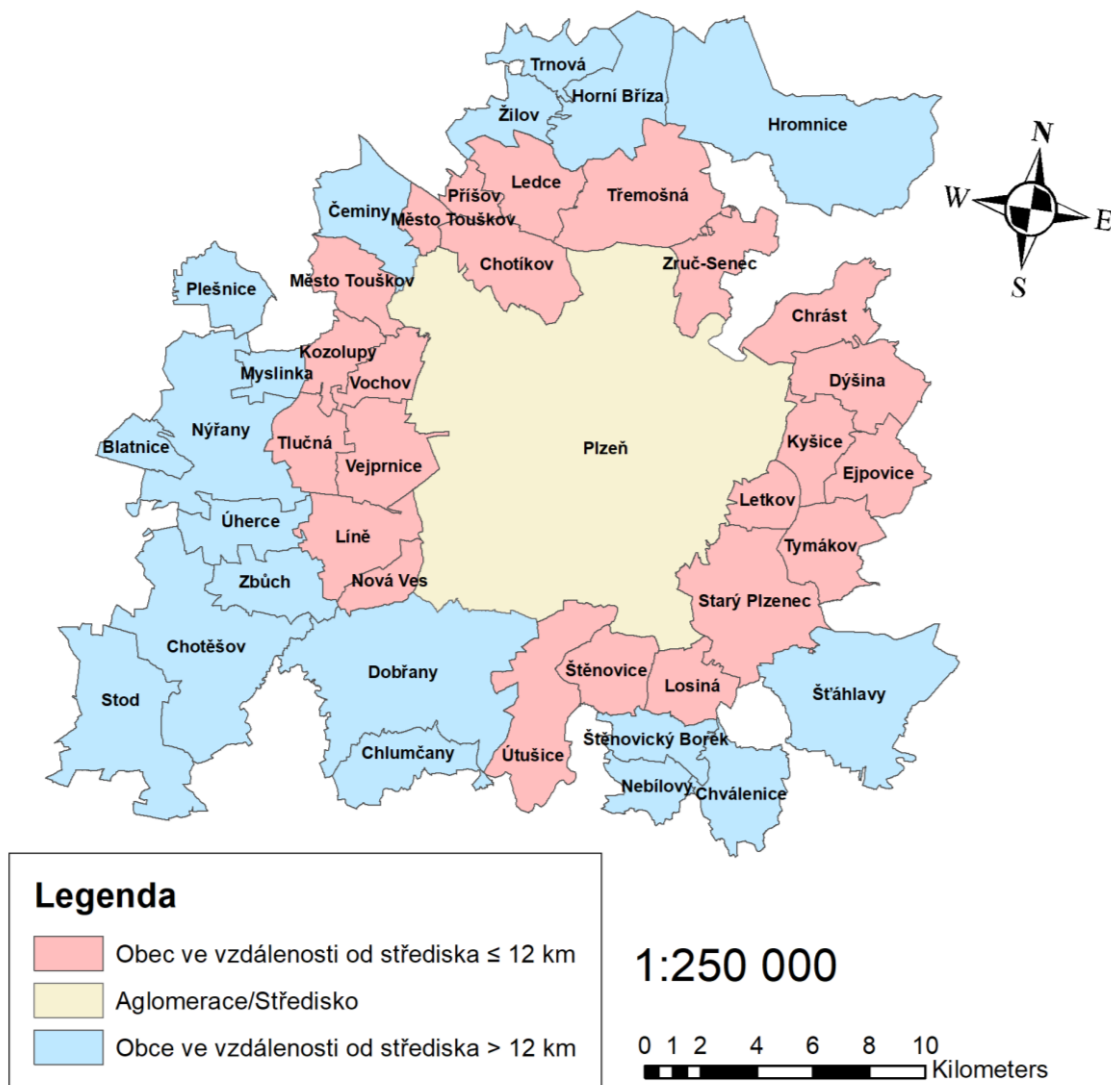 Trnová
Horní Bříza
Žilov
Hromnice
N
W
E
S
Ledce
Příšov
Třemošná
Čeminy
Město Touškov
Chotíkov
Zruč-Senec
Město Touškov
Plešnice
Chrást
Kozolupy
Myslinka
Vochov
Dýšina
Nýřany
Blatnice
Tlučná
Vejprnice
Plzeň
Kyšice
Ejpovice
Letkov
Úherce
Líně
Tymákov
Zbůch
Nová Ves
Starý Plzenec
Chotěšov
Dobřany
Štěnovice
Losiná
Stod
Šťáhlavy
Chlumčany
Útušice
Štěnovický Borek
Nebílovy
Chválenice
Legenda
Obec ve vzdálenosti od střediska ≤ 12 km
Aglomerace/Středisko
Obce ve vzdálenosti od střediska > 12 km
1:250 000
0 1 2 4 6 8 10
Kilometers